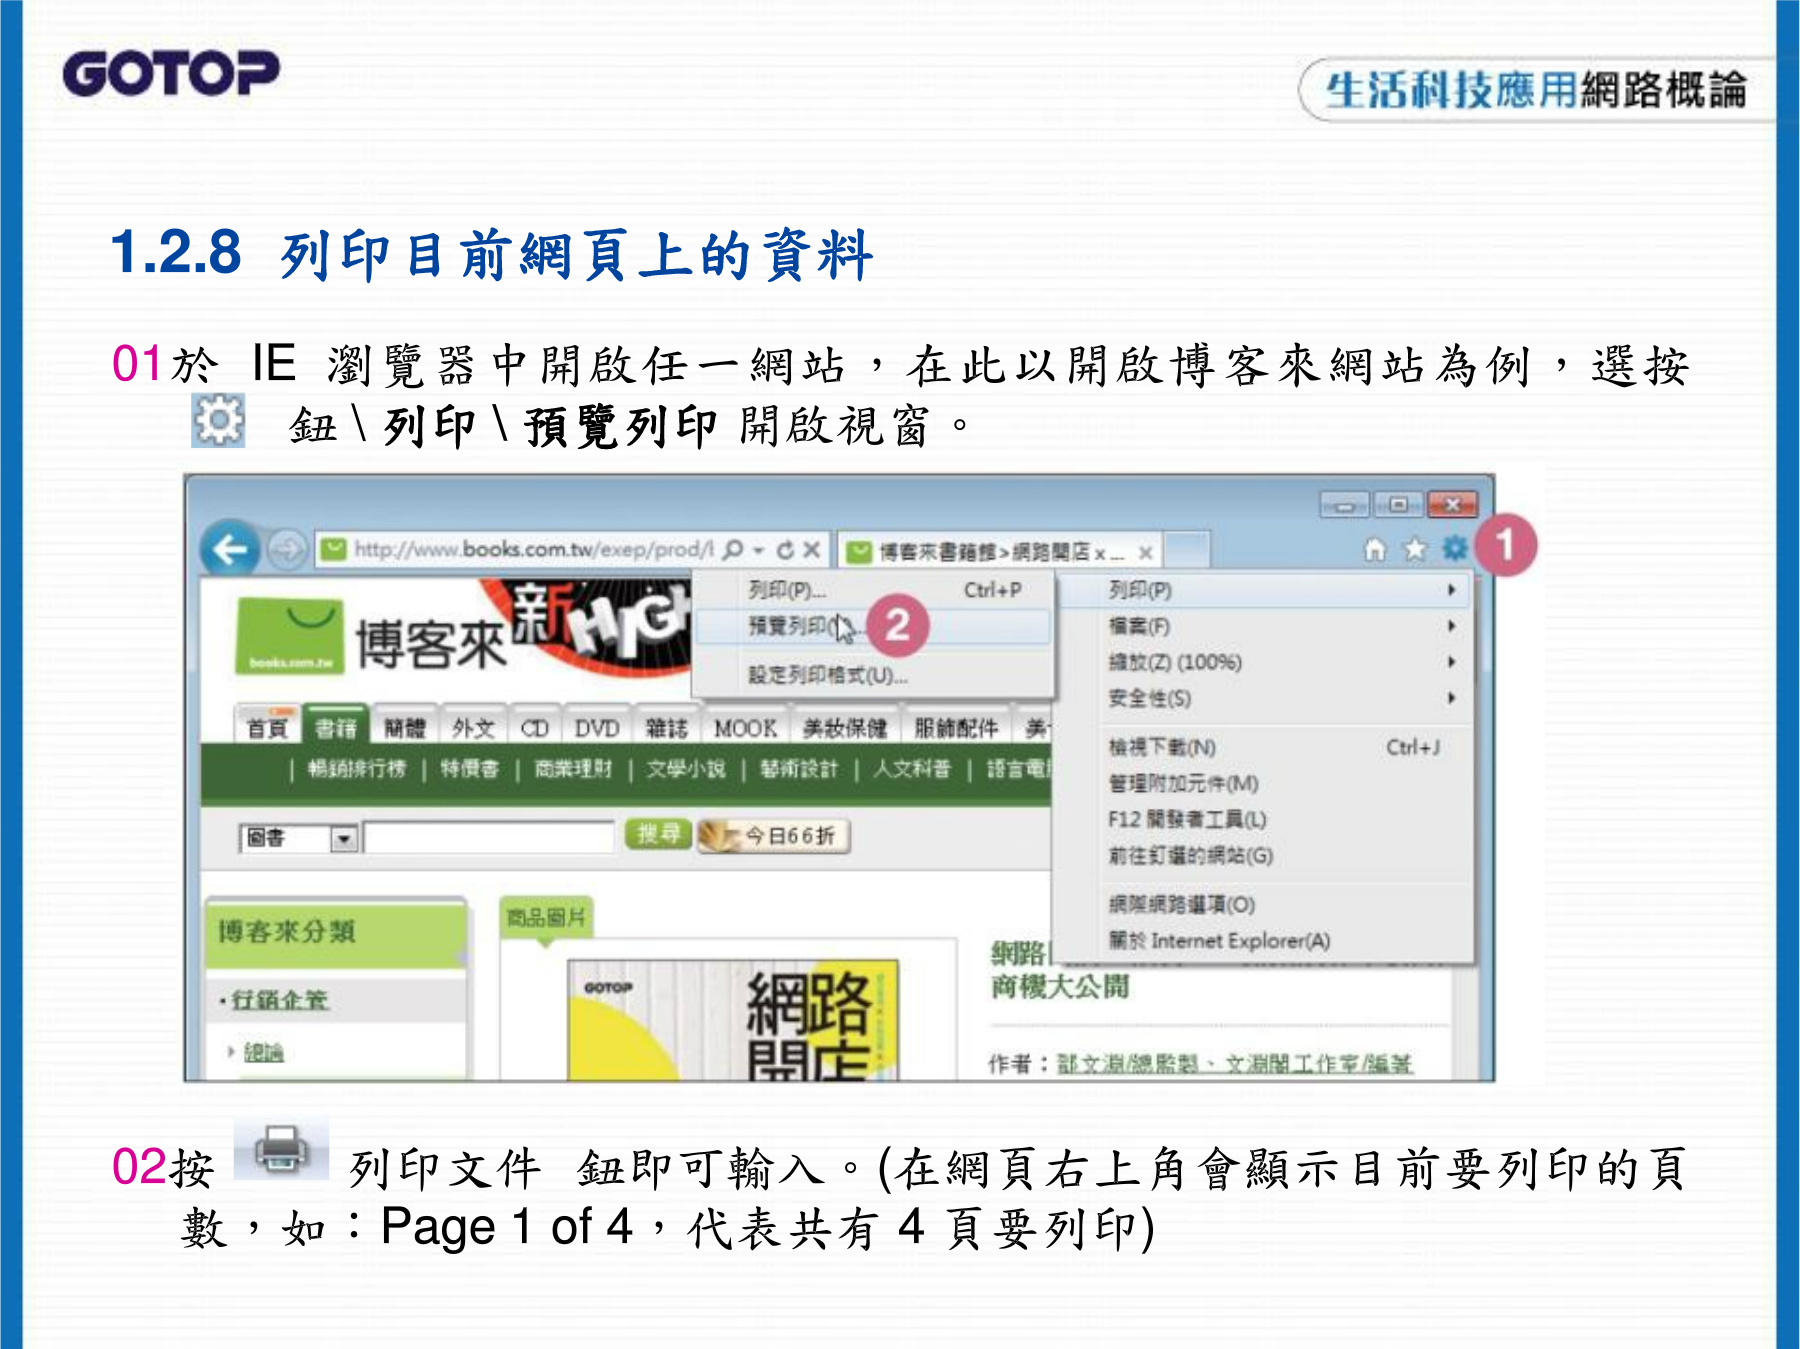 GOTOP
生活科技應用網路概論
1.2.8 列印目前網頁上的資料
01於 IE 瀏覽器中開啟任一網站，在此以開啟博客來網站為例，選按
鈕 \ 列印 \ 預覽列印 開啟視窗。
http://www.books.com.tw/exep/prod/
博客來書籍館>網路開店 x ...
1
列印(P)... Ctrl+P
預覽列印
2
設定列印格式(U)...
列印(P)
檔案(F)
縮放(Z) (100%)
安全性(S)
檢視下載(N) Ctrl+J
管理附加元件(M)
F12 開發者工具(L)
前往釘選的網站(G)
網際網路選項(O)
關於 Internet Explorer(A)
books.com.tw
博客來
新 HIGH
首頁 書籍 簡體 外文 CD DVD 雜誌 MOOK 美妝保健 服飾配件 美
| 暢銷排行榜 | 特價書 | 商業理財 | 文學小說 | 藝術設計 | 人文科普 | 語言電
圖書 搜尋 今日66折
博客來分類
·行銷企管
總論
商品圖片
GOTOP
網路
開店
網路
商機大公開
作者：鄧文淵/總監製、文淵閣工作室/編著
02按 列印文件 鈕即可輸入。(在網頁右上角會顯示目前要列印的頁
數，如：Page 1 of 4，代表共有 4 頁要列印)